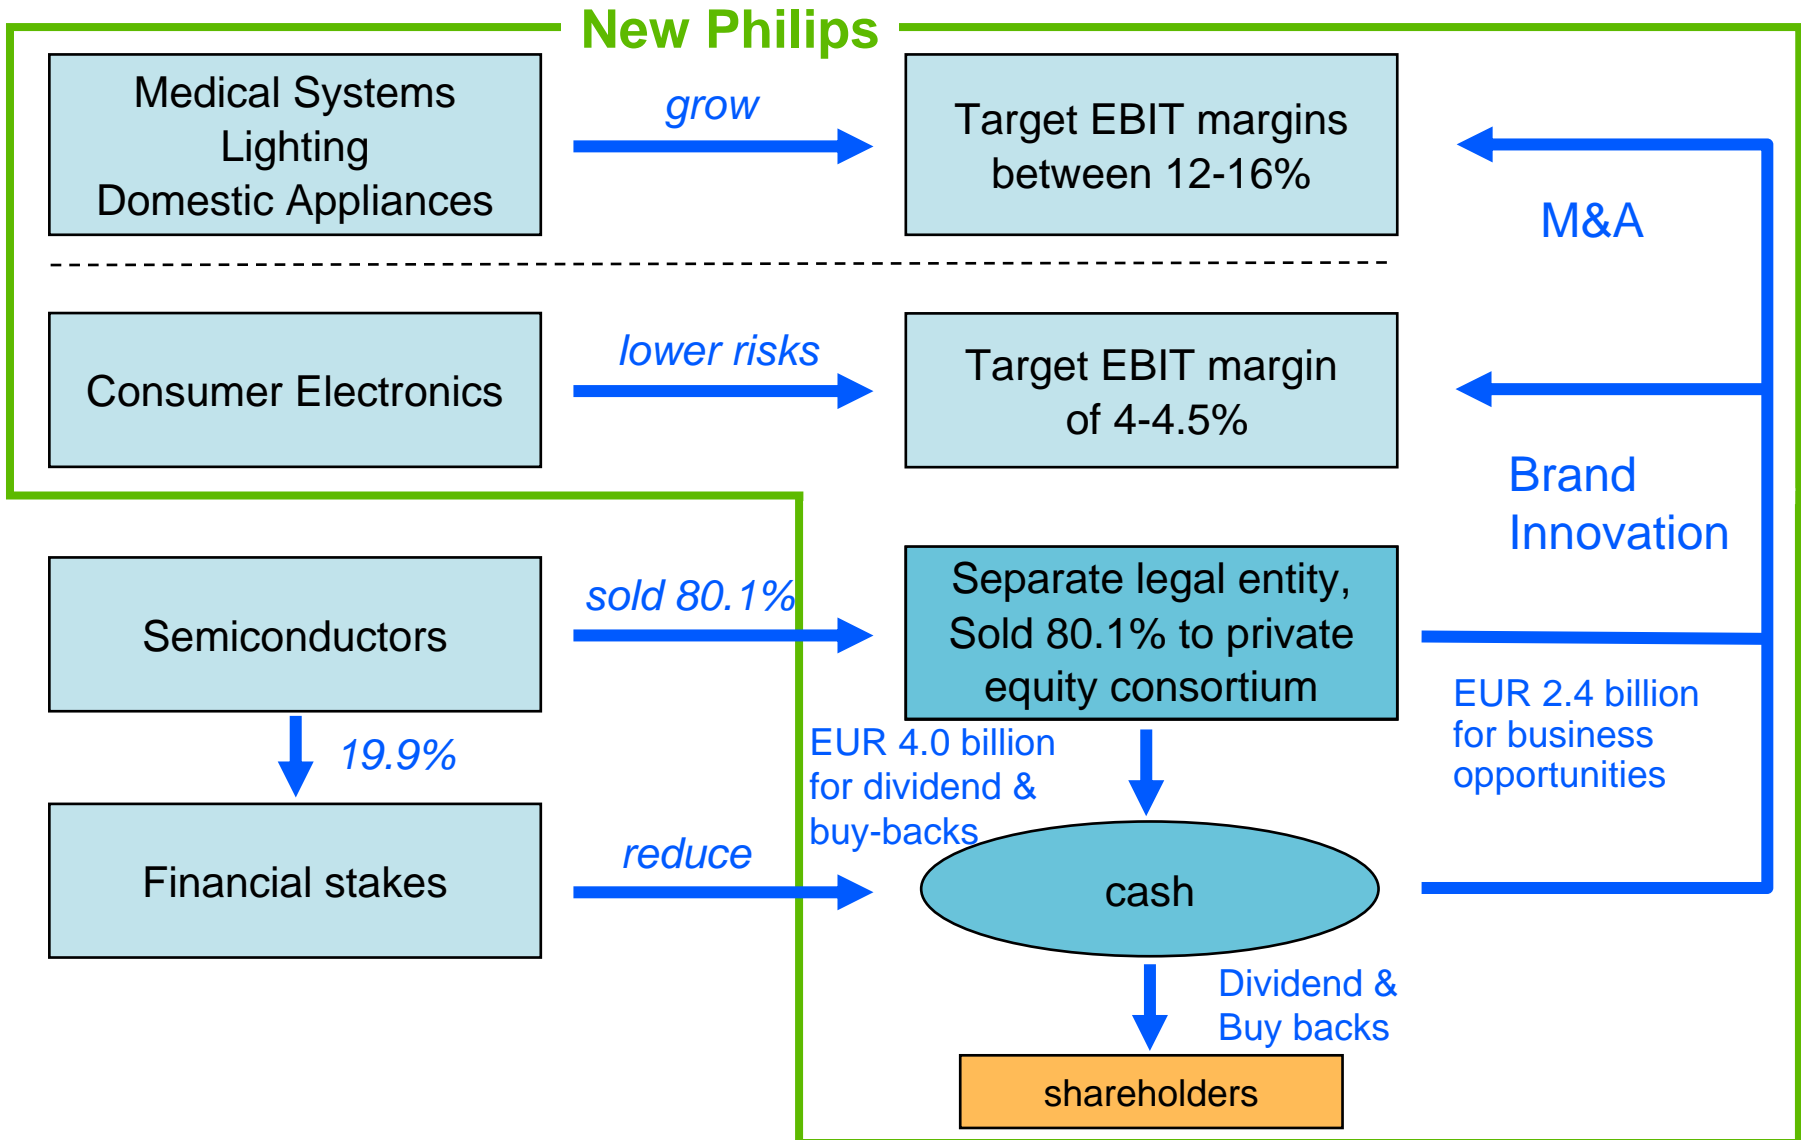 New Philips
Medical Systems
Lighting
Domestic Appliances
grow
Target EBIT margins
between 12-16%
M&A
Consumer Electronics
lower risks
Target EBIT margin
of 4-4.5%
Brand
Innovation
Semiconductors
sold 80.1%
Separate legal entity,
Sold 80.1% to private
equity consortium
19.9%
EUR 4.0 billion
for dividend &
buy-backs
EUR 2.4 billion
for business
opportunities
Financial stakes
reduce
cash
Dividend &
Buy backs
shareholders